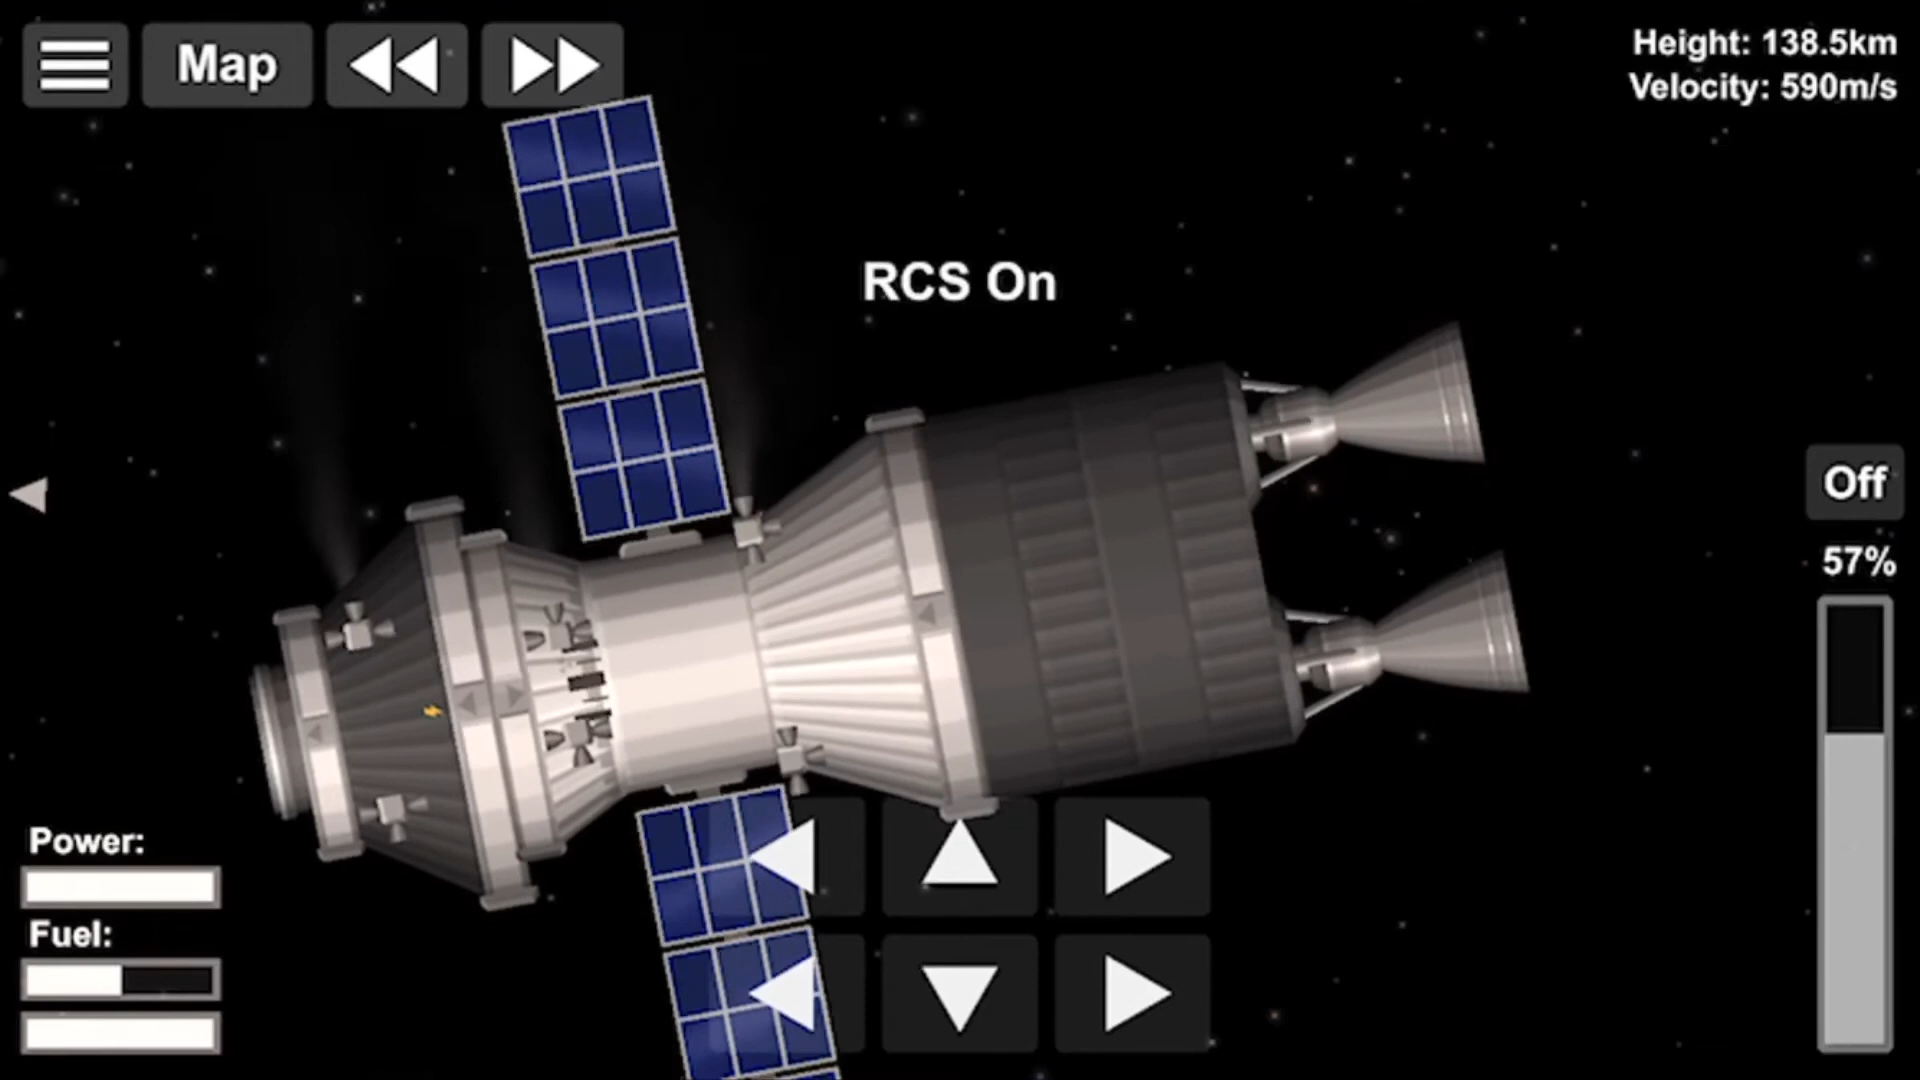 Map
Height: 138.5km
Velocity: 590m/s
RCS On
Off
57%
Power:
Fuel: